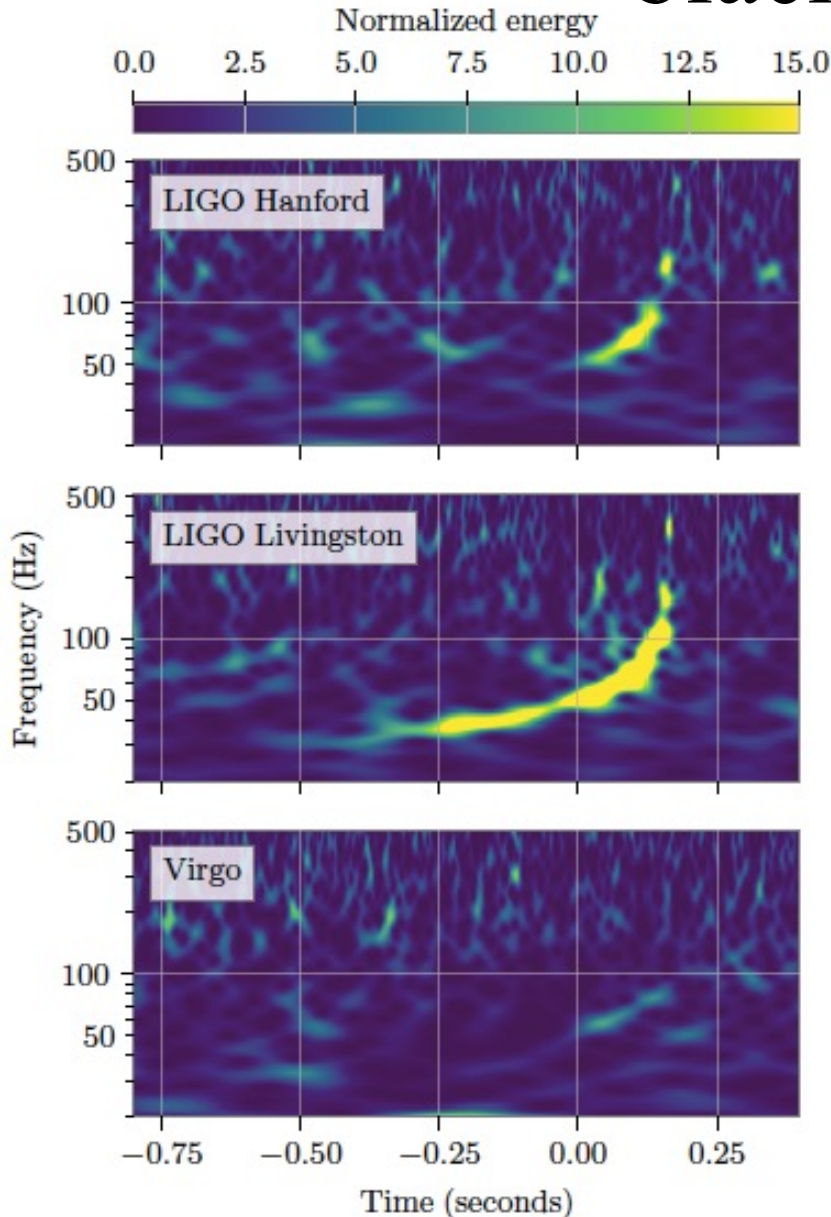 Normalized energy
0.0 2.5 5.0 7.5 10.0 12.5 15.0
500
LIGO Hanford
100
50
500
LIGO Livingston
100
50
Frequency (Hz)
500
Virgo
100
50
−0.75 −0.50 −0.25 0.00 0.25
Time (seconds)